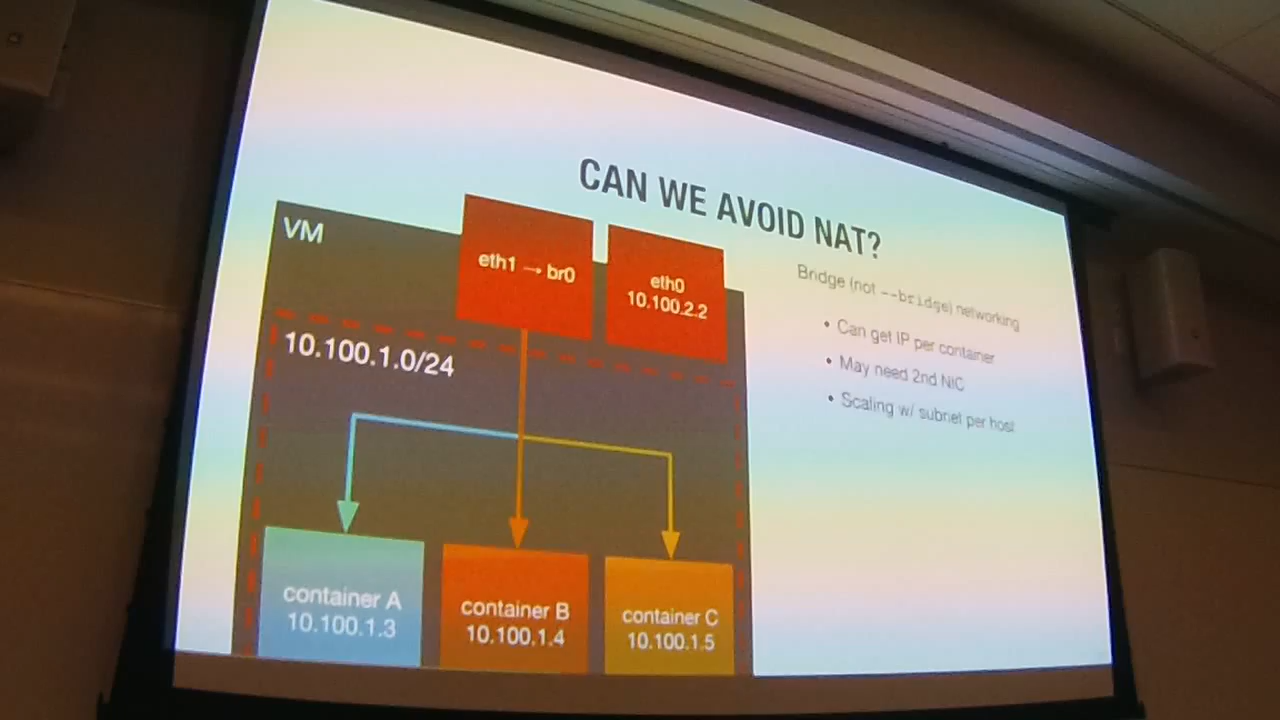 CAN WE AVOID NAT?
VM
eth1 → br0
eth0
10.100.2.2
10.100.1.0/24
container A
10.100.1.3
container B
10.100.1.4
container C
10.100.1.5
Bridge (not --bridge) networking
• Can get IP per container
• May need 2nd NIC
• Scaling w/ subnet per host